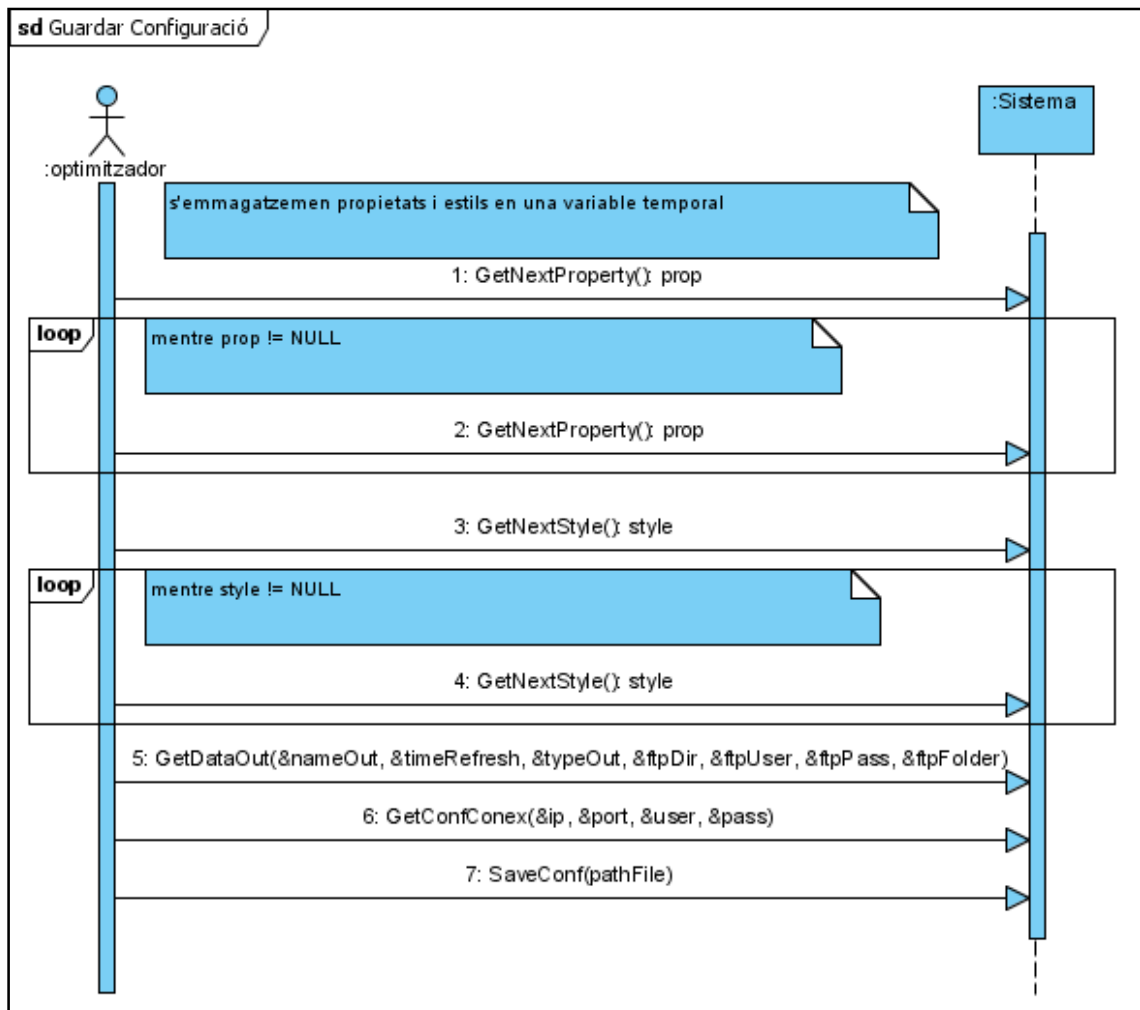 sd Guardar Configuració
:Sistema
:optimitzador
s'emmagatzemen propietats i estils en una variable temporal
1: GetNextProperty(): prop
loop
mentre prop != NULL
2: GetNextProperty(): prop
3: GetNextStyle(): style
loop
mentre style != NULL
4: GetNextStyle(): style
5: GetDataOut(&nameOut, &timeRefresh, &typeOut, &ftpDir, &ftpUser, &ftpPass, &ftpFolder)
6: GetConfConex(&ip, &port, &user, &pass)
7: SaveConf(pathFile)